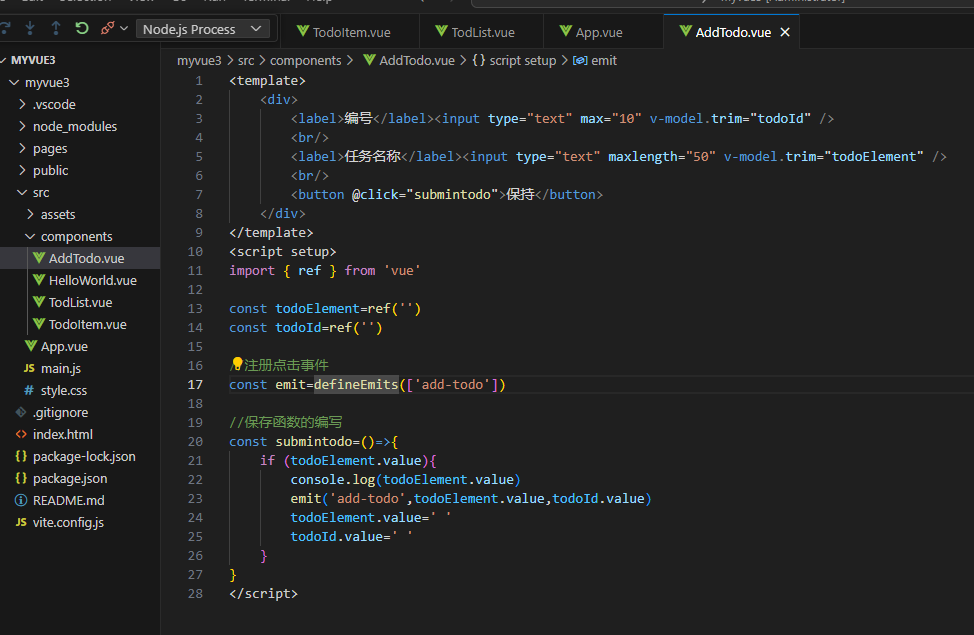 Node.js Process
TodoItem.vue
TodList.vue
App.vue
AddTodo.vue
MYVUE3
myvue3 > src > components > AddTodo.vue > {} script setup > emit
myvue3
.vscode
node_modules
pages
public
src
assets
components
AddTodo.vue
HelloWorld.vue
TodList.vue
TodoItem.vue
App.vue
JS main.js
# style.css
.gitignore
<> index.html
{} package-lock.json
{} package.json
README.md
JS vite.config.js
1 <template>
2 <div>
3 <label>编号</label><input type="text" max="10" v-model.trim="todoId" />
4 <br/>
5 <label>任务名称</label><input type="text" maxlength="50" v-model.trim="todoElement" />
6 <br/>
7 <button @click="submintodo">保持</button>
8 </div>
9 </template>
10 <script setup>
11 import { ref } from 'vue'
12
13 const todoElement=ref('')
14 const todoId=ref('')
15
16 /注册点击事件
17 const emit=defineEmits(['add-todo'])
18
19 //保存函数的编写
20 const submintodo=()=>{
21 if (todoElement.value){
22 console.log(todoElement.value)
23 emit('add-todo',todoElement.value,todoId.value)
24 todoElement.value=' '
25 todoId.value=' '
26 }
27 }
28 </script>